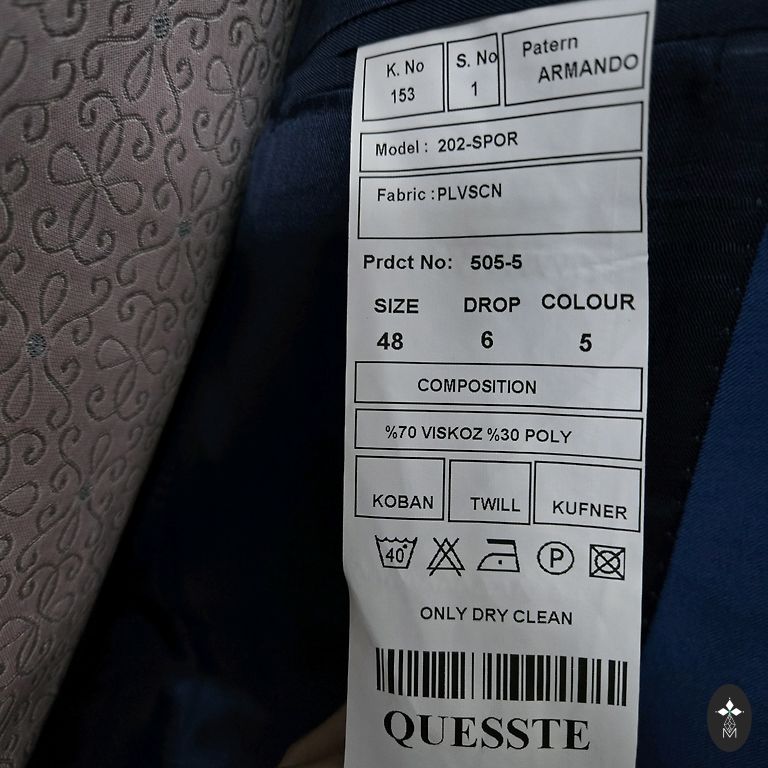 K. No
153
S. No
1
Patern
ARMANDO
Model : 202-SPOR
Fabric :PLVSCN
Prdct No: 505-5
SIZE DROP COLOUR
48 6 5
COMPOSITION
%70 VISKOZ %30 POLY
KOBAN TWILL KUFNER
40°
P
ONLY DRY CLEAN
QUESSTE
M